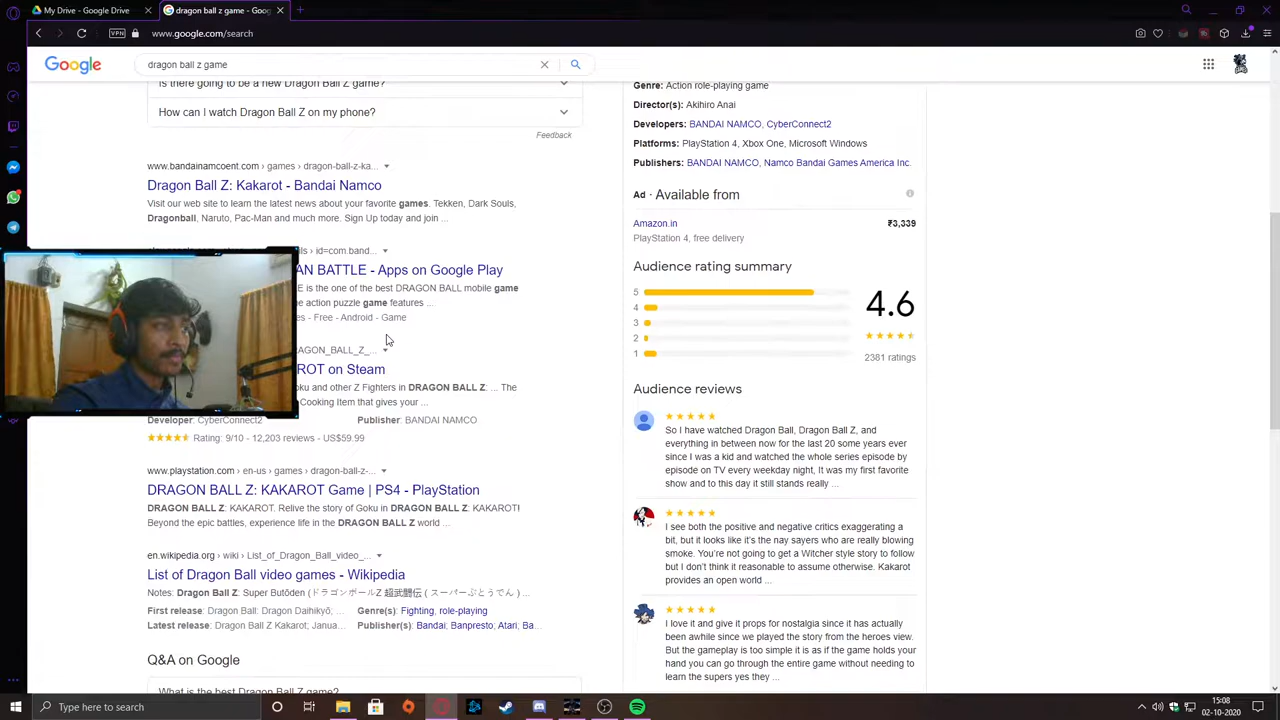 My Drive - Google Drive
dragon ball z game - Goog
VPN
www.google.com/search
Google
dragon ball z game
Is there going to be a new Dragon Ball Z game?
How can I watch Dragon Ball Z on my phone?
Feedback
www.bandainamcoent.com › games › dragon-ball-z-ka...
Dragon Ball Z: Kakarot - Bandai Namco
Visit our web site to learn the latest news about your favorite games. Tekken, Dark Souls,
Dragonball, Naruto, Pac-Man and much more. Sign Up today and join ...
› id=com.band...
BATTLE - Apps on Google Play
is the one of the best DRAGON BALL mobile game
action puzzle game features ...
- Free - Android - Game
RAGON_BALL_Z_...
ROT on Steam
oku and other Z Fighters in DRAGON BALL Z: ... The
Cooking Item that gives your ...
Developer: CyberConnect2
Publisher: BANDAI NAMCO
Rating: 9/10 - 12,203 reviews - US$59.99
www.playstation.com › en-us › games › dragon-ball-z-...
DRAGON BALL Z: KAKAROT Game | PS4 - PlayStation
DRAGON BALL Z: KAKAROT. Relive the story of Goku in DRAGON BALL Z: KAKAROT!
Beyond the epic battles, experience life in the DRAGON BALL Z world ...
en.wikipedia.org › wiki › List_of_Dragon_Ball_video_...
List of Dragon Ball video games - Wikipedia
Notes: Dragon Ball Z: Super Butōden (ドラゴンボールZ 超武闘伝 ( スーパーぶとうでん ) ...
First release: Dragon Ball: Dragon Daihikyō; ...
Genre(s): Fighting, role-playing
Latest release: Dragon Ball Z Kakarot; Janua...
Publisher(s): Bandai; Banpresto; Atari; Ba...
Q&A on Google
What is the best Dragon Ball Z game?
Genre: Action role-playing game
Director(s): Akihiro Anai
Developers: BANDAI NAMCO, CyberConnect2
Platforms: PlayStation 4, Xbox One, Microsoft Windows
Publishers: BANDAI NAMCO, Namco Bandai Games America Inc.
Ad · Available from
Amazon.in
₹3,339
PlayStation 4, free delivery
Audience rating summary
5
4
3
2
1
4.6
2381 ratings
Audience reviews
So I have watched Dragon Ball, Dragon Ball Z, and
everything in between now for the last 20 some years ever
since I was a kid and watched the whole series episode by
episode on TV every weekday night, It was my first favorite
show and to this day it still stands really ...
I see both the positive and negative critics exaggerating a
bit, but it looks like it's the nay sayers who are really blowing
smoke. You're not going to get a Witcher style story to follow
but I don't think it reasonable to assume otherwise. Kakarot
provides an open world ...
I love it and give it props for nostalgia since it has actually
been awhile since we played the story from the heroes view.
But the gameplay is too simple it is as if the game holds your
hand you can go through the entire game without needing to
learn the supers yes they ...
Type here to search
15:08
02-10-2020